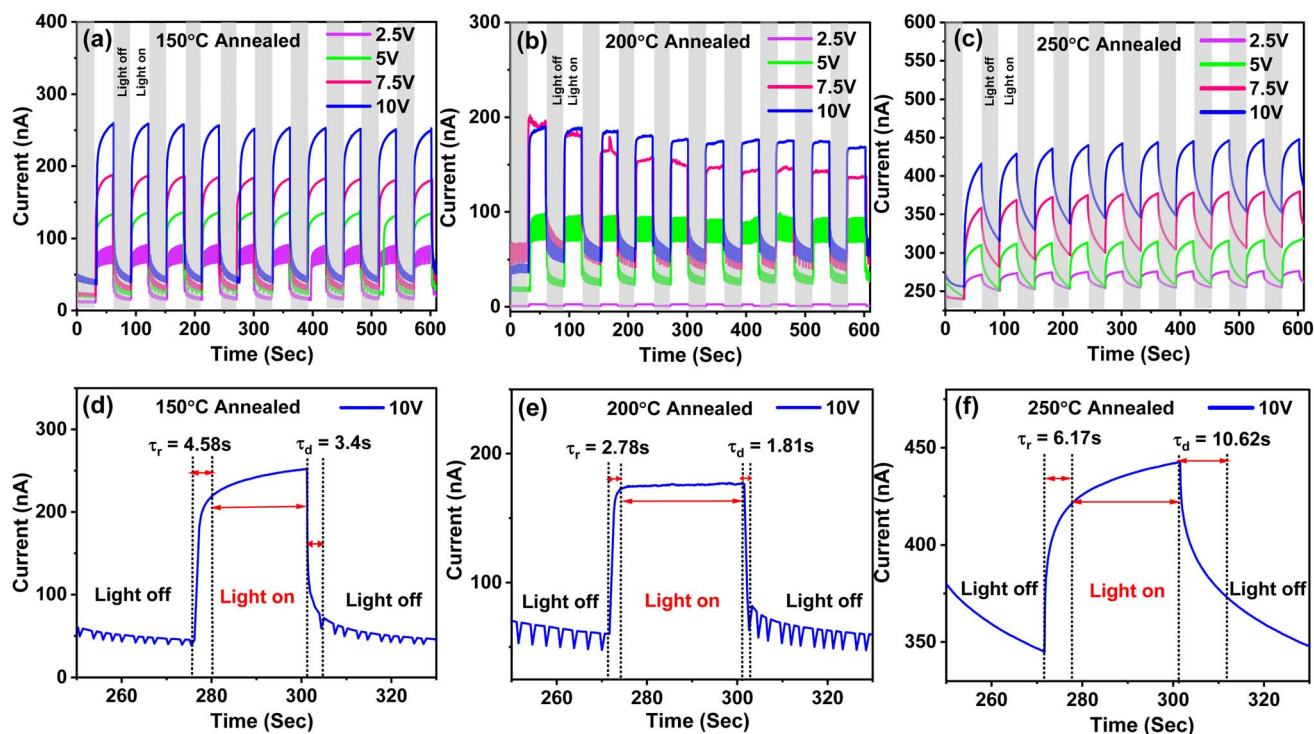 (a)
150°C Annealed
2.5V
5V
7.5V
10V
Light off
Light on
400
350
300
250
200
150
100
50
0
0 100 200 300 400 500 600
Time (Sec)
Current (nA)
(b)
200°C Annealed
2.5V
5V
7.5V
10V
Light off
Light on
300
200
100
0
0 100 200 300 400 500 600
Time (Sec)
Current (nA)
(c)
250°C Annealed
2.5V
5V
7.5V
10V
Light off
Light on
600
550
500
450
400
350
300
250
0 100 200 300 400 500 600
Time (Sec)
Current (nA)
(d)
150°C Annealed
10V
τr = 4.58s
τd = 3.4s
Light off
Light on
Light off
300
200
100
0
260 280 300 320
Time (Sec)
Current (nA)
(e)
200°C Annealed
10V
τr = 2.78s
τd = 1.81s
Light off
Light on
Light off
200
100
260 280 300 320
Time (Sec)
Current (nA)
(f)
250°C Annealed
10V
τr = 6.17s
τd = 10.62s
Light off
Light on
Light off
450
400
350
260 280 300 320
Time (Sec)
Current (nA)